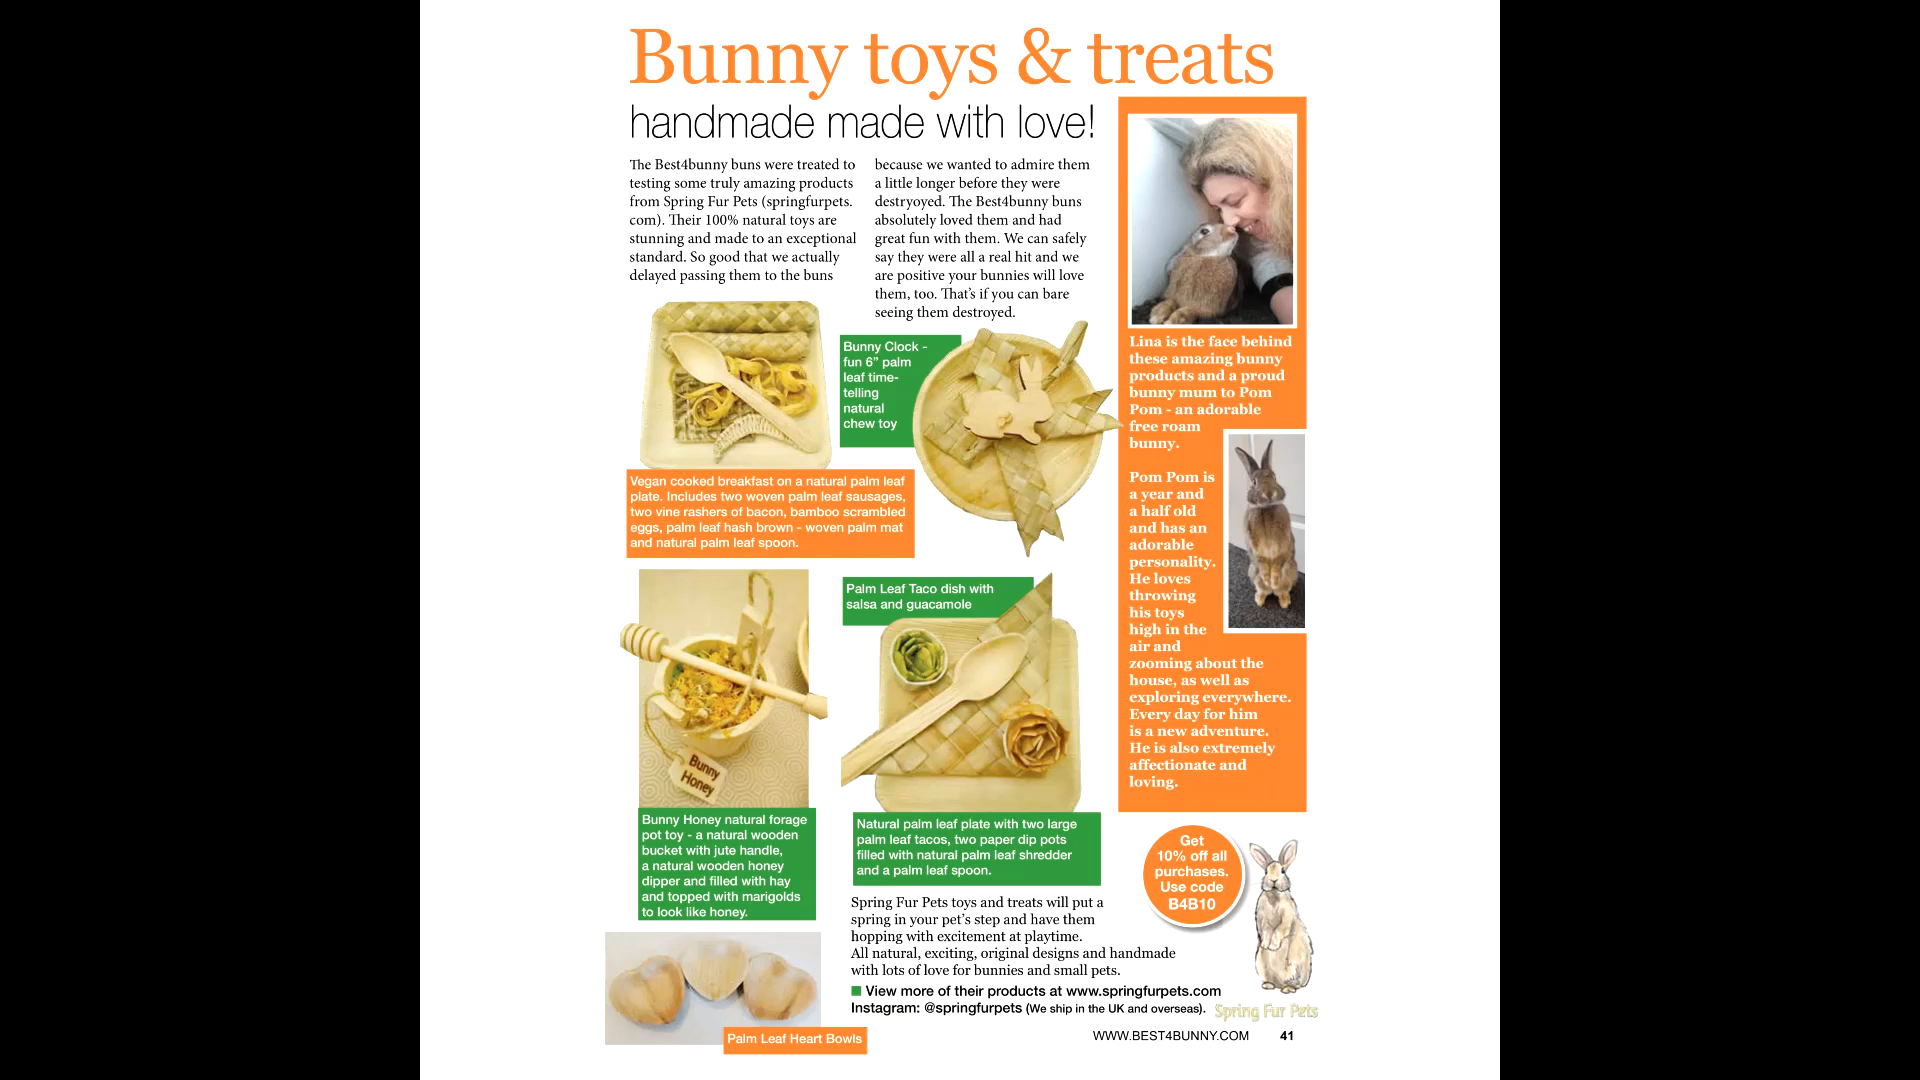 Bunny toys & treats
handmade made with love!
The Best4bunny buns were treated to
testing some truly amazing products
from Spring Fur Pets (springfurpets.
com). Their 100% natural toys are
stunning and made to an exceptional
standard. So good that we actually
delayed passing them to the buns
because we wanted to admire them
a little longer before they were
destryoyed. The Best4bunny buns
absolutely loved them and had
great fun with them. We can safely
say they were all a real hit and we
are positive your bunnies will love
them, too. That's if you can bare
seeing them destroyed.
Bunny Clock -
fun 6” palm
leaf time-
telling
natural
chew toy
Vegan cooked breakfast on a natural palm leaf
plate. Includes two woven palm leaf sausages,
two vine rashers of bacon, bamboo scrambled
eggs, palm leaf hash brown - woven palm mat
and natural palm leaf spoon.
Palm Leaf Taco dish with
salsa and guacamole
Bunny
Honey
Bunny Honey natural forage
pot toy - a natural wooden
bucket with jute handle,
a natural wooden honey
dipper and filled with hay
and topped with marigolds
to look like honey.
Natural palm leaf plate with two large
palm leaf tacos, two paper dip pots
filled with natural palm leaf shredder
and a palm leaf spoon.
Palm Leaf Heart Bowls
Spring Fur Pets toys and treats will put a
spring in your pet's step and have them
hopping with excitement at playtime.
All natural, exciting, original designs and handmade
with lots of love for bunnies and small pets.
View more of their products at www.springfurpets.com
Instagram: @springfurpets (We ship in the UK and overseas).
Lina is the face behind
these amazing bunny
products and a proud
bunny mum to Pom
Pom - an adorable
free roam
bunny.
Pom Pom is
a year and
a half old
and has an
adorable
personality.
He loves
throwing
his toys
high in the
air and
zooming about the
house, as well as
exploring everywhere.
Every day for him
is a new adventure.
He is also extremely
affectionate and
loving.
Get
10% off all
purchases.
Use code
B4B10
Spring Fur Pets
WWW.BEST4BUNNY.COM 41